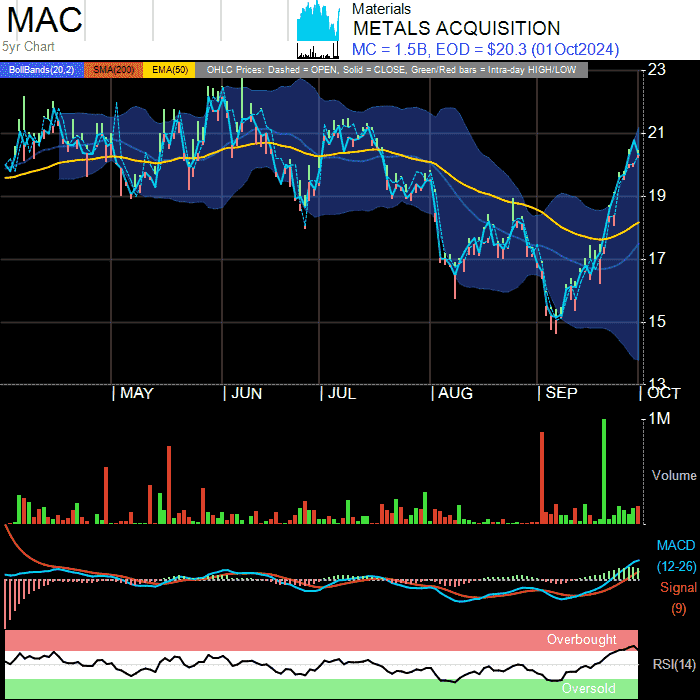 MAC
5yr Chart
Materials
METALS ACQUISITION
MC = 1.5B, EOD = $20.3 (01Oct2024)
BollBands(20,2) SMA(200) EMA(50) OHLC Prices: Dashed = OPEN, Solid = CLOSE, Green/Red bars = Intra-day HIGH/LOW
23
21
19
17
15
13
MAY JUN JUL AUG SEP OCT
1M
Volume
MACD
(12-26)
Signal
(9)
Overbought
RSI(14)
Oversold